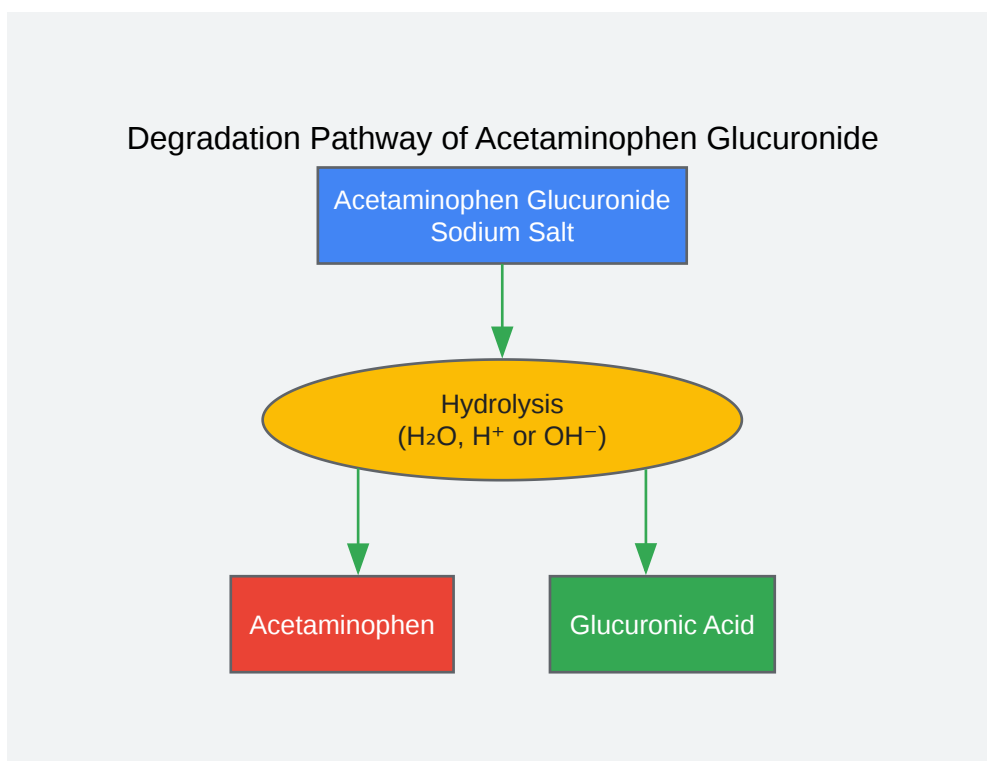 Degradation Pathway of Acetaminophen Glucuronide
Acetaminophen Glucuronide
Sodium Salt
Hydrolysis
(H₂O, H⁺ or OH⁻)
Acetaminophen
Glucuronic Acid